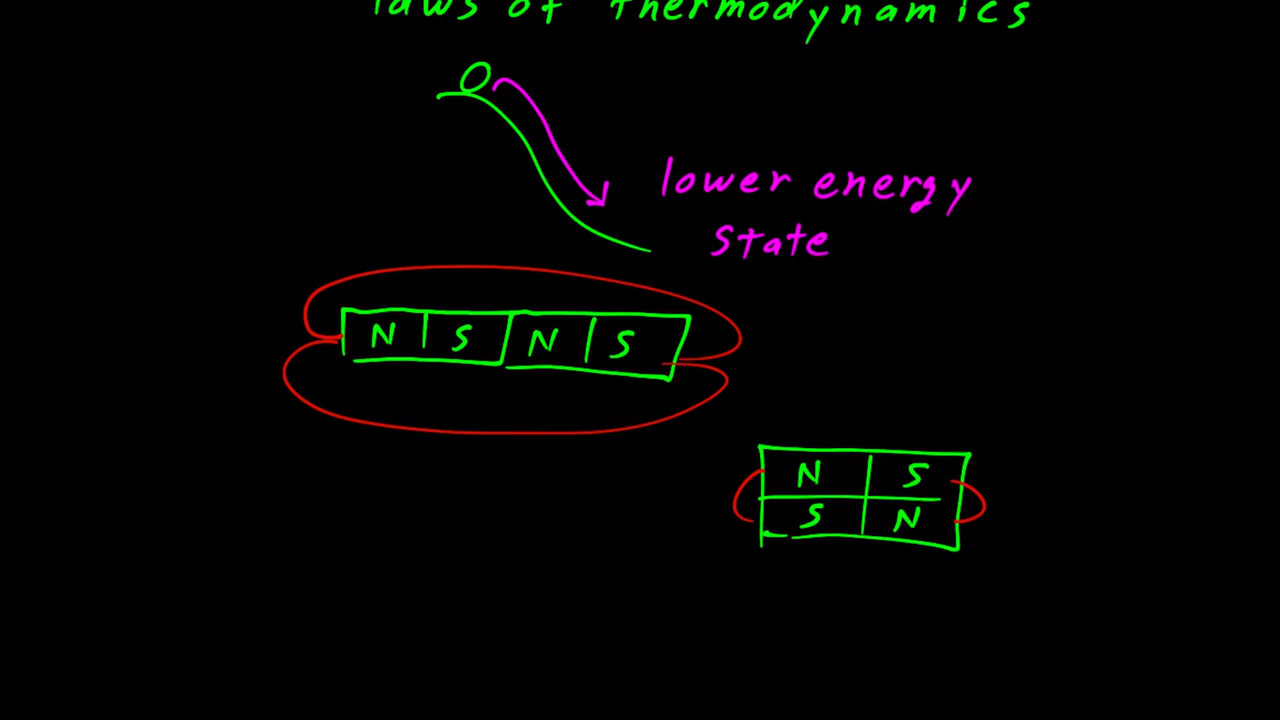 laws of thermodynamics
lower energy
state
N S N S
N S
S N